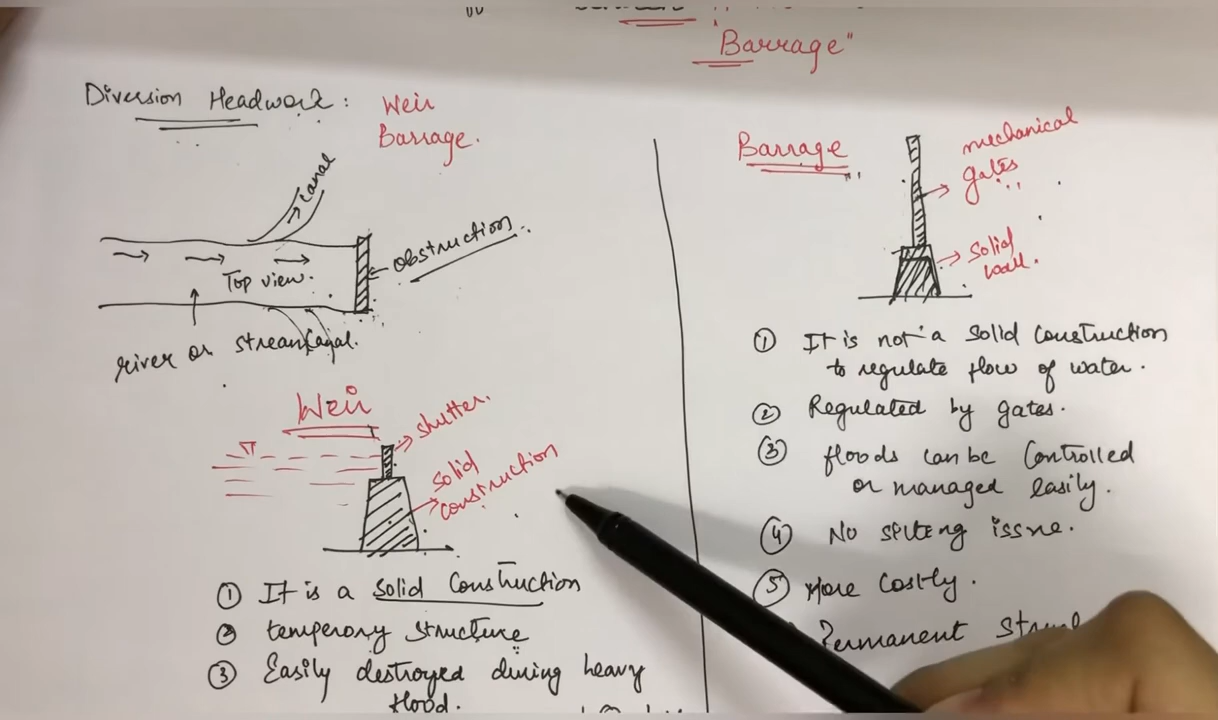 "Barrage"
Diversion Headwork:
Weir
Barrage.
canal
obstruction.
Top view.
river or stream
Canal.
Weir
shutter.
solid
construction
① It is a Solid Construction
② temperory structure
③ Easily destroyed during heavy
flood.
Barrage
mechanical
gates
solid
wall.
① It is not a solid construction
to regulate flow of water.
② Regulated by gates.
③ floods can be Controlled
or managed easily.
④ No silting issue.
⑤ More Costly.
Permanent